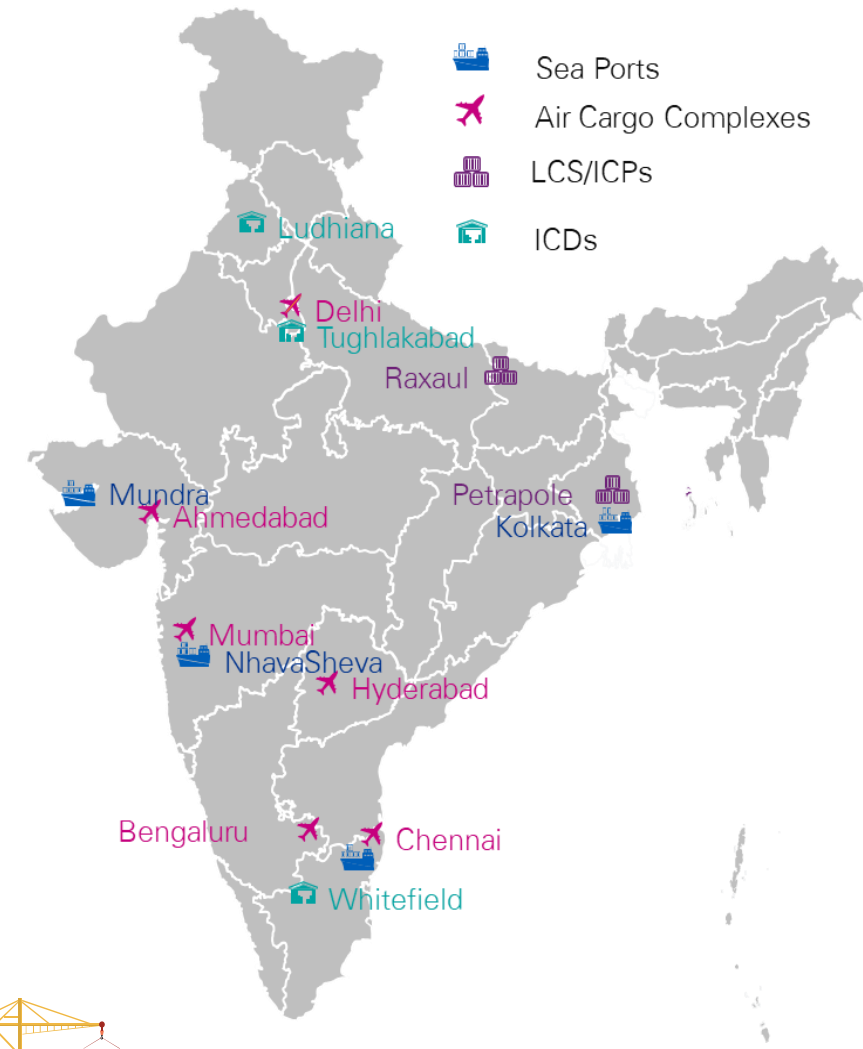 Sea Ports
Air Cargo Complexes
LCS/ICPs
ICDs
Ludhiana
Delhi
Tughlakabad
Raxaul
Mundra
Ahmedabad
Petrapole
Kolkata
Mumbai
NhavaSheva
Hyderabad
Bengaluru
Chennai
Whitefield